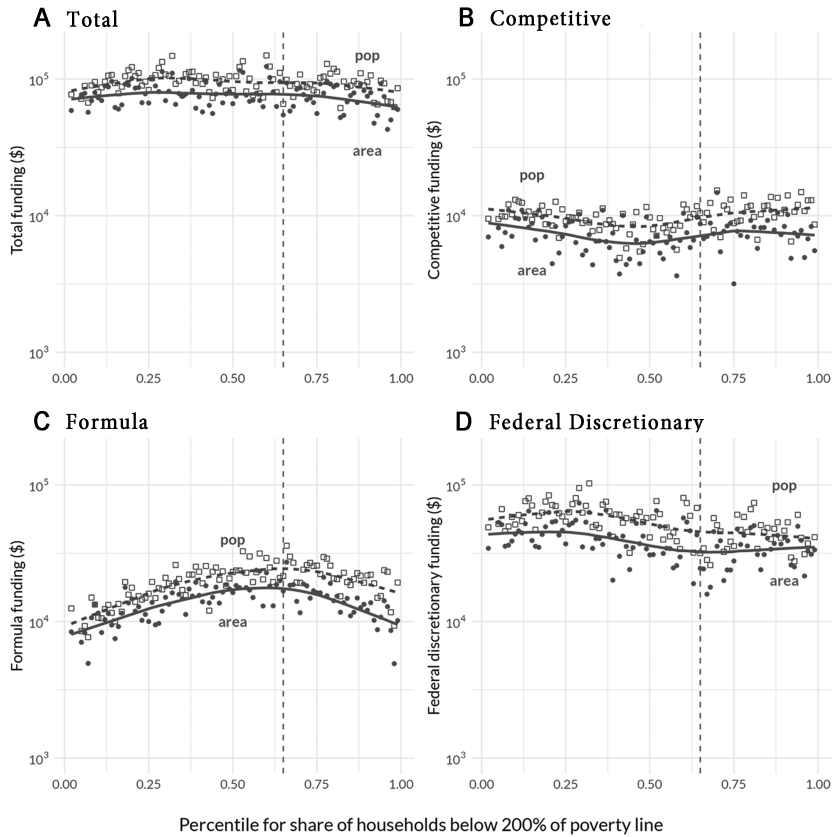 A Total
pop
area
Total funding ($)
10⁵
10⁴
10³
0.00 0.25 0.50 0.75 1.00
B Competitive
pop
area
Competitive funding ($)
10⁵
10⁴
10³
0.00 0.25 0.50 0.75 1.00
C Formula
pop
area
Formula funding ($)
10⁵
10⁴
10³
0.00 0.25 0.50 0.75 1.00
D Federal Discretionary
pop
area
Federal discretionary funding ($)
10⁵
10⁴
10³
0.00 0.25 0.50 0.75 1.00
Percentile for share of households below 200% of poverty line